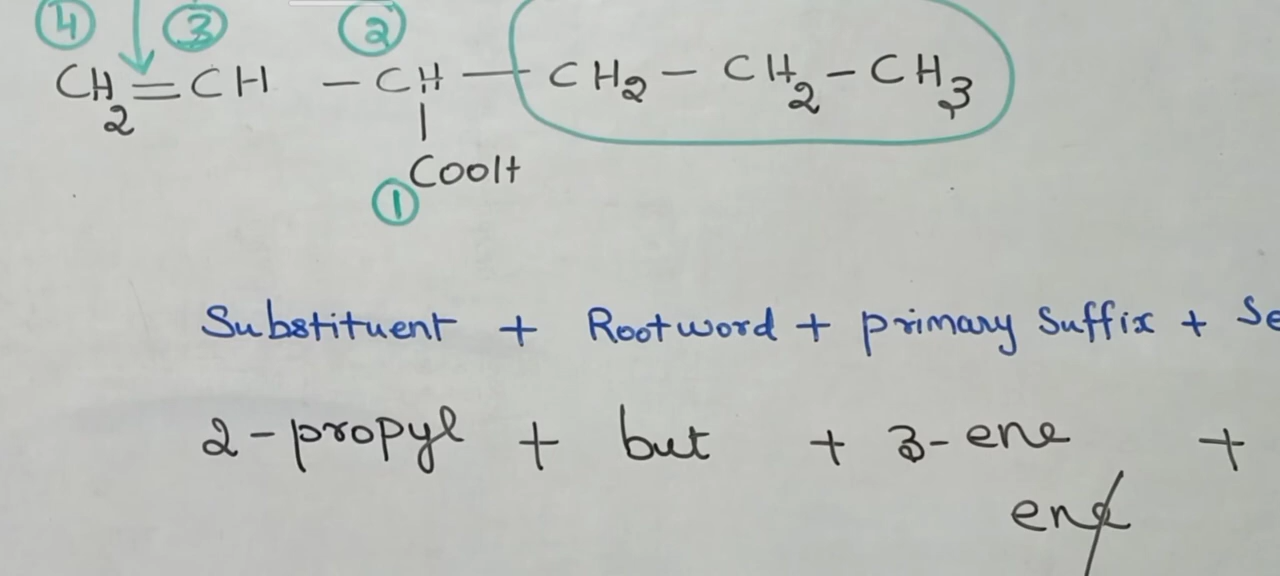 ④ ③ ②
CH₂=CH – CH — CH₂ – CH₂ – CH₃
|
COOH
①
Substituent + Rootword + primary Suffix + Se
2-propyl + but + 3-ene +
ene